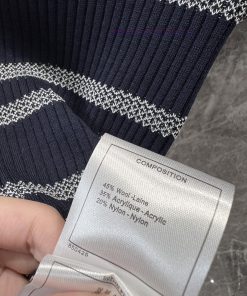 COMPOSITION
45% Wool-Laine
35% Acrylique-Acrylic
20% Nylon - Nylon